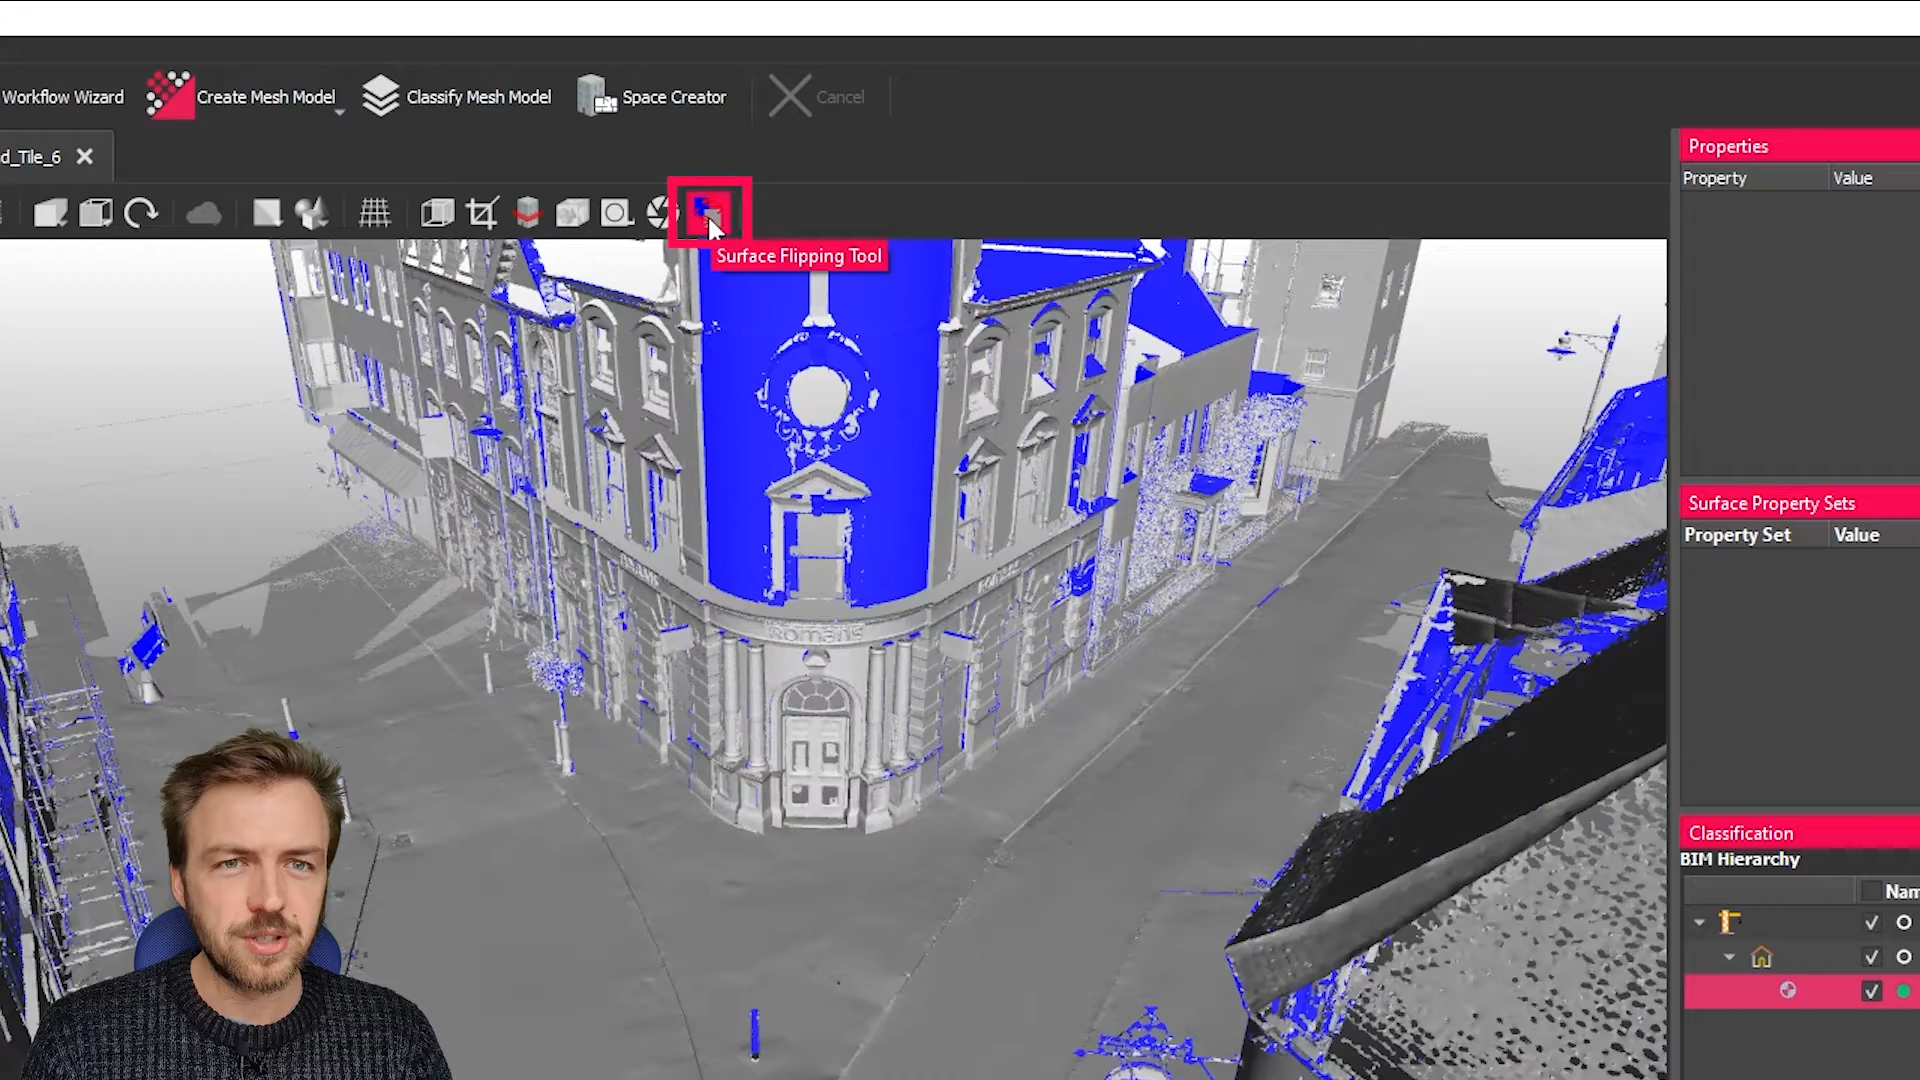 Workflow Wizard
Create Mesh Model
Classify Mesh Model
Space Creator
Cancel
d_Tile_6
Surface Flipping Tool
Romans
Properties
Property Value
Surface Property Sets
Property Set Value
Classification
BIM Hierarchy
Nam